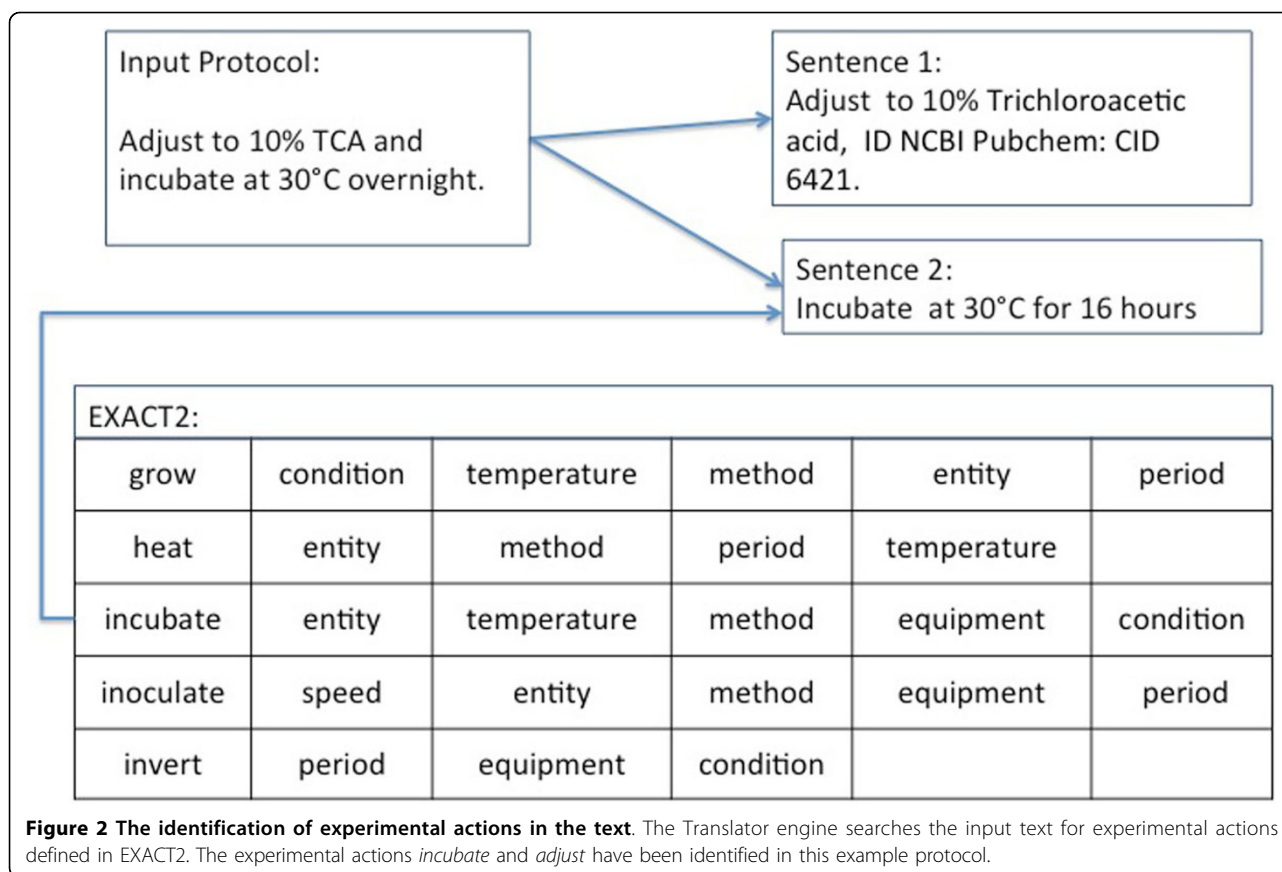 Input Protocol:
Adjust to 10% TCA and
incubate at 30°C overnight.
Sentence 1:
Adjust  to 10% Trichloroacetic
acid,  ID NCBI Pubchem: CID
6421.
Sentence 2:
Incubate  at 30°C for 16 hours
EXACT2:
grow condition temperature method entity period
heat entity method period temperature
incubate entity temperature method equipment condition
inoculate speed entity method equipment period
invert period equipment condition
Figure 2 The identification of experimental actions in the text. The Translator engine searches the input text for experimental actions
defined in EXACT2. The experimental actions incubate and adjust have been identified in this example protocol.